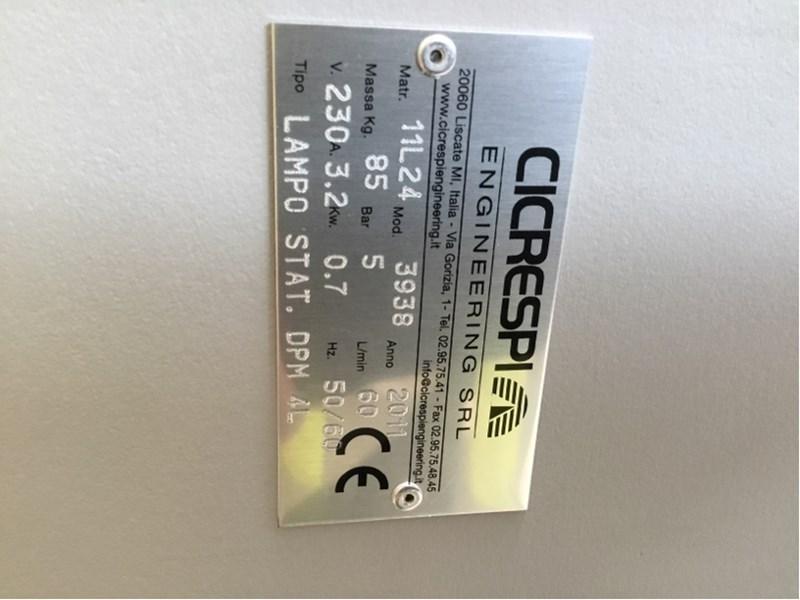 CICRESPI
ENGINEERING SRL
20060 Liscate MI, Italia - Via Gorizia, 1 - Tel. 02.95.75.41 - Fax 02.95.75.48.45
www.cicrespiengineering.it info@cicrespiengineering.it
Matr. 11L24 Mod. 3938 Anno 2011
Massa Kg. 85 Bar 5 L/min 60
V. 230 A. 3.2 Kw. 0.7 Hz. 50/60
Tipo LAMPO STAT. DPM 4L
CE